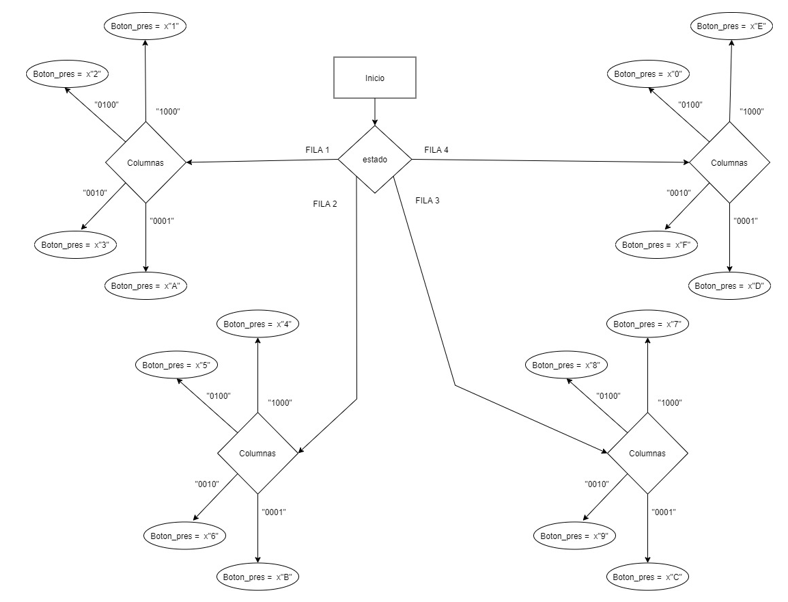 Boton_pres = x"1"
Boton_pres = x"E"
Boton_pres = x"2"
Inicio
Boton_pres = x"0"
"0100"
"1000"
"0100"
"1000"
FILA 1
FILA 4
Columnas
estado
Columnas
"0010"
"0010"
FILA 2
FILA 3
"0001"
"0001"
Boton_pres = x"3"
Boton_pres = x"F"
Boton_pres = x"A"
Boton_pres = x"D"
Boton_pres = x"4"
Boton_pres = x"7"
Boton_pres = x"5"
Boton_pres = x"8"
"0100"
"1000"
"0100"
"1000"
Columnas
Columnas
"0010"
"0010"
"0001"
"0001"
Boton_pres = x"6"
Boton_pres = x"9"
Boton_pres = x"B"
Boton_pres = x"C"